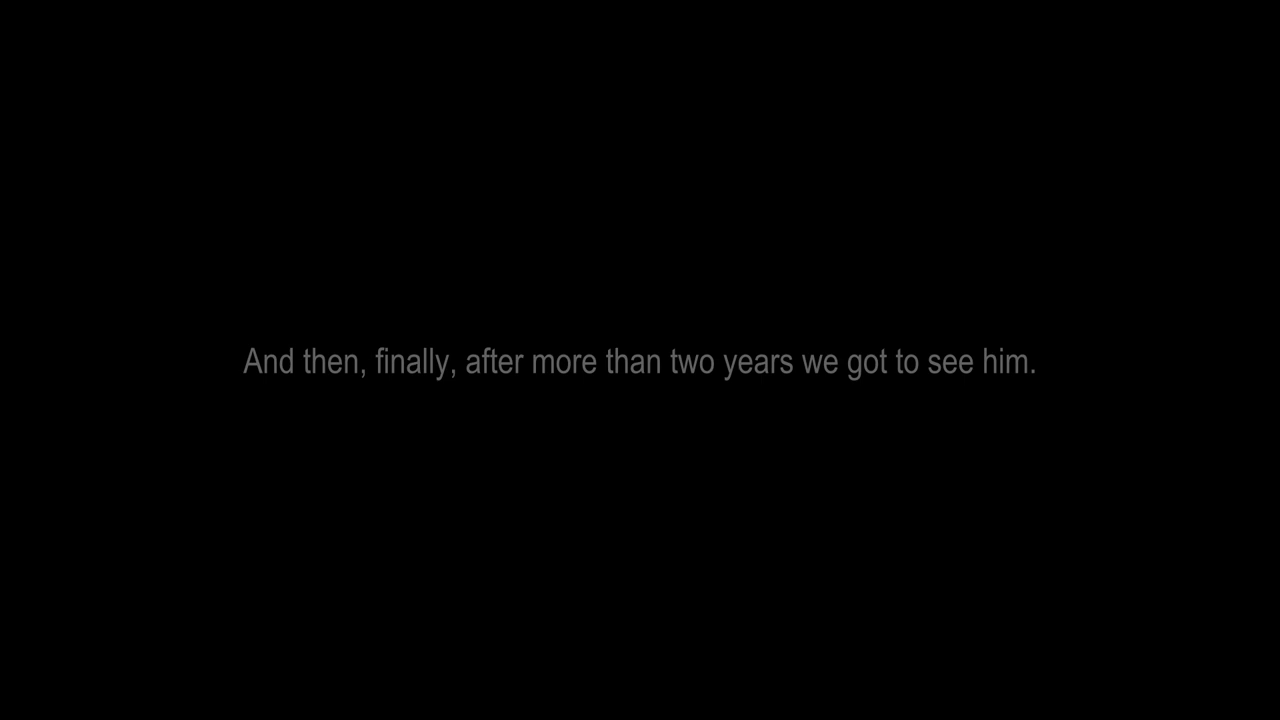 And then, finally, after more than two years we got to see him.